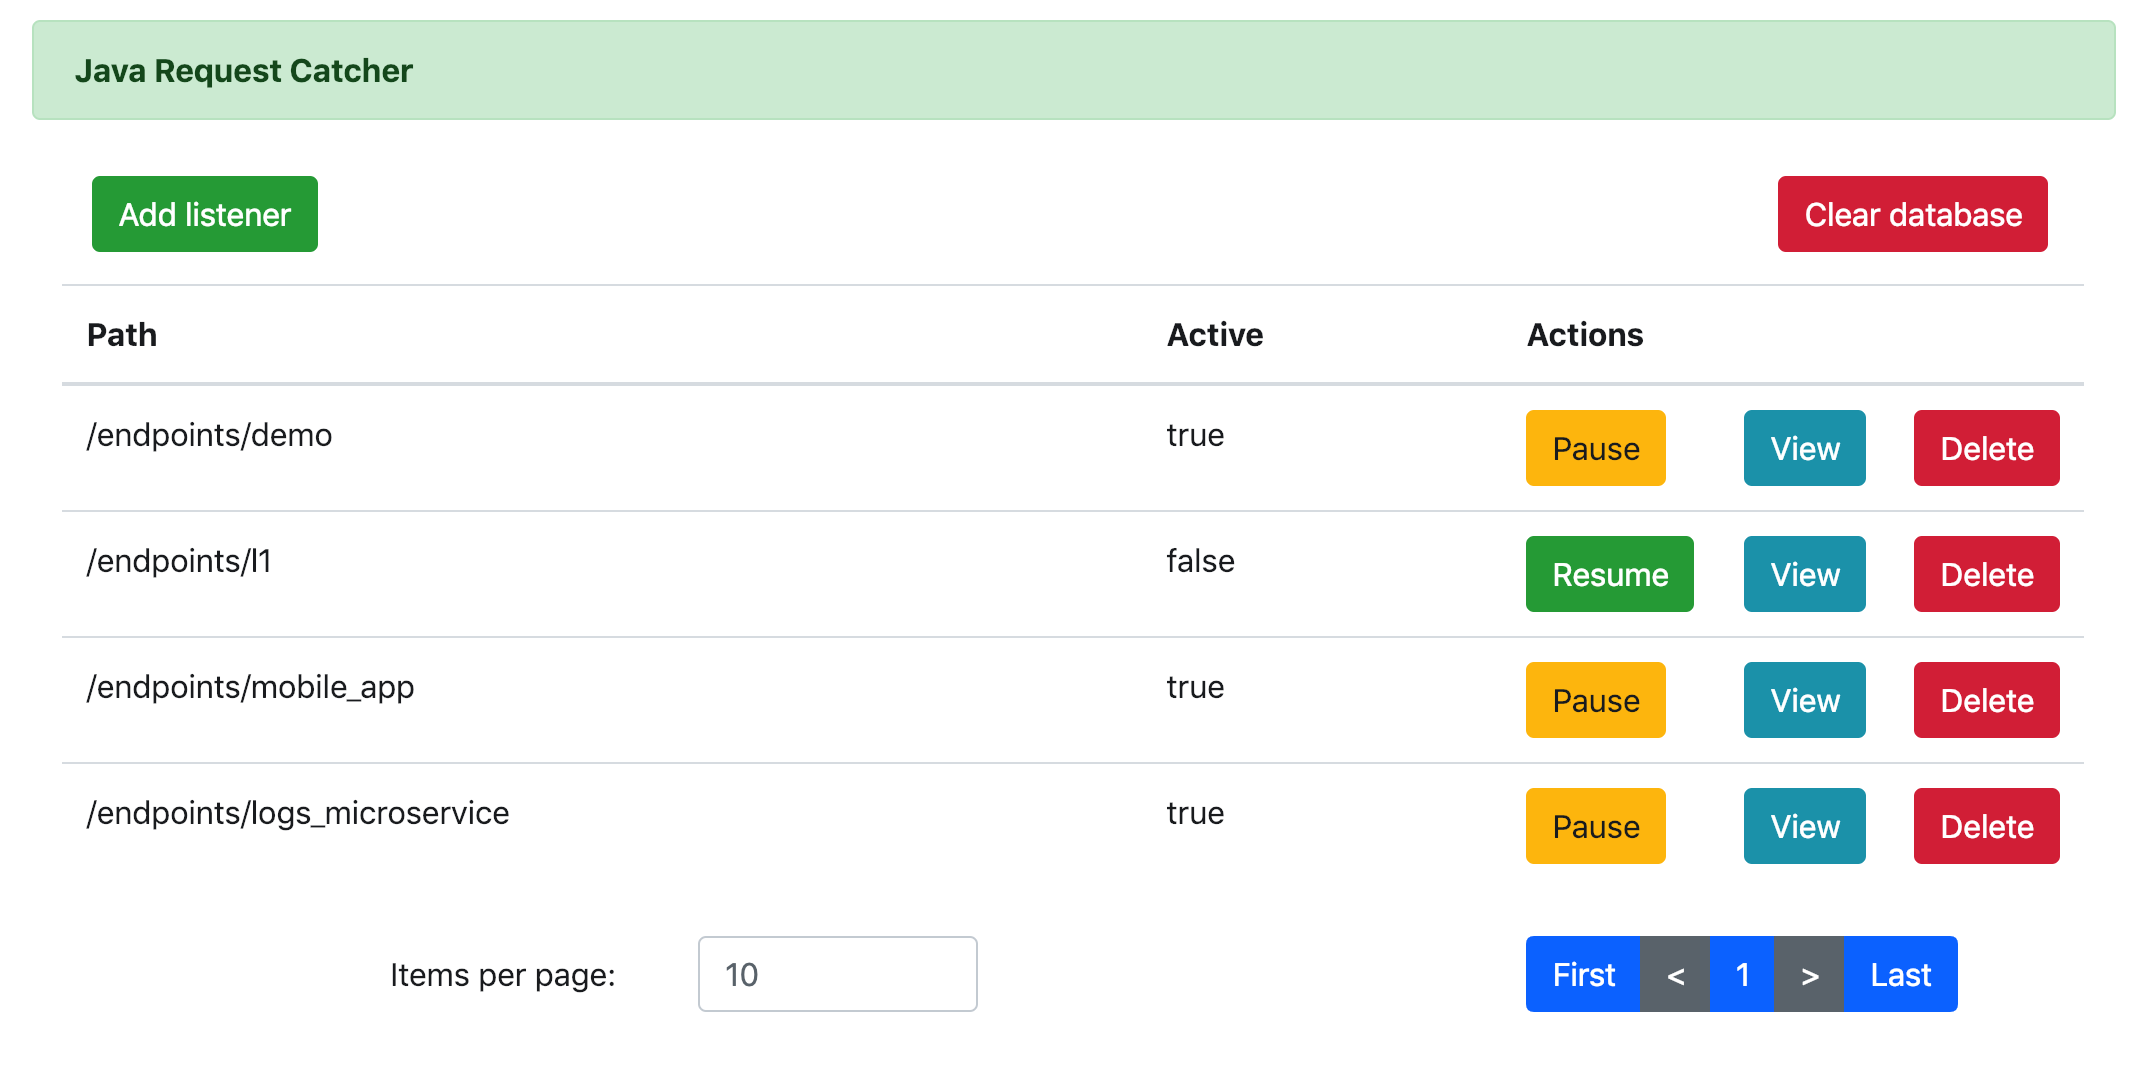 Java Request Catcher
Add listener Clear database
Path Active Actions
/endpoints/demo true Pause View Delete
/endpoints/l1 false Resume View Delete
/endpoints/mobile_app true Pause View Delete
/endpoints/logs_microservice true Pause View Delete
Items per page: 10 First < 1 > Last